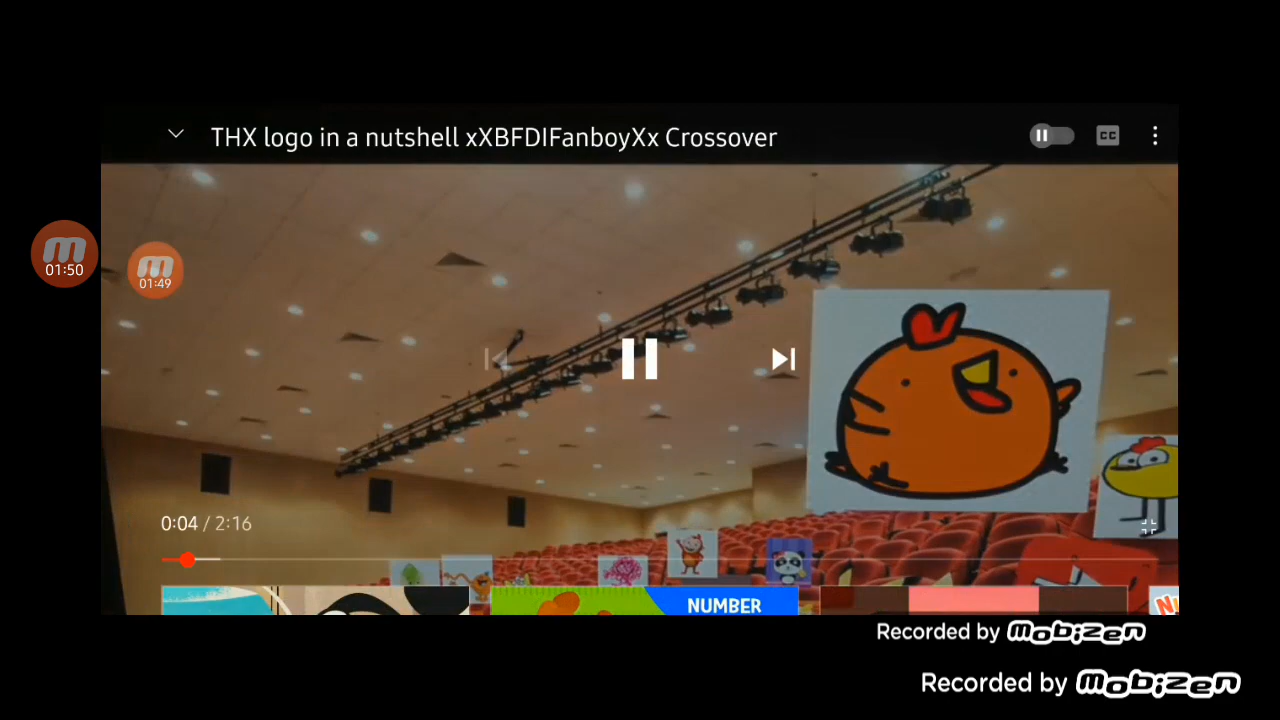 THX logo in a nutshell xXBFDIFanboyXx Crossover
CC
01:50
01:49
0:04 / 2:16
NUMBER
Recorded by mobizen
Recorded by mobizen